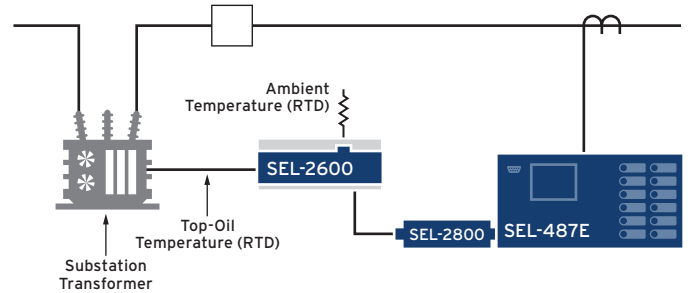 Ambient
Temperature (RTD)
SEL-2600
SEL-2800
SEL-487E
Top-Oil
Temperature (RTD)
Substation
Transformer